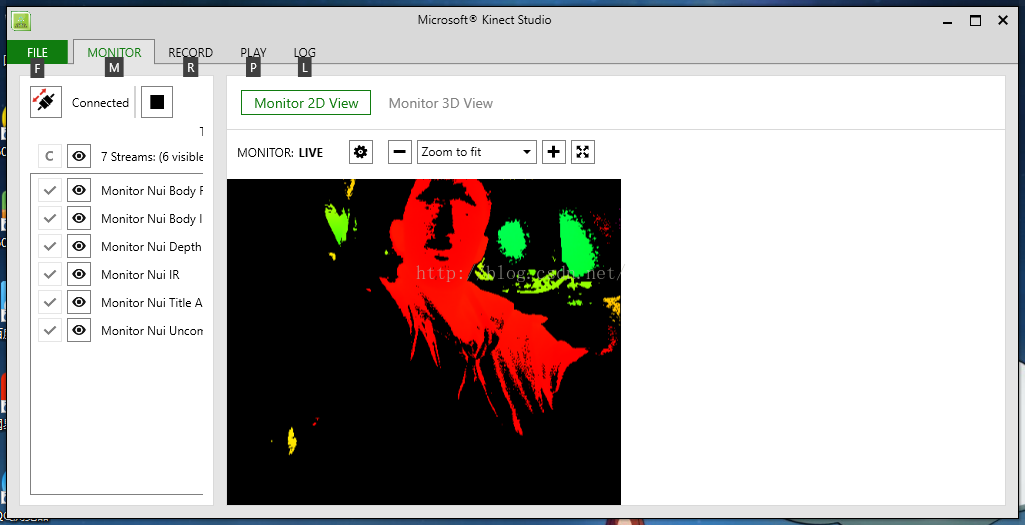 Microsoft® Kinect Studio
FILE MONITOR RECORD PLAY LOG
F M R P L
Connected
Monitor 2D View Monitor 3D View
T
MONITOR: LIVE Zoom to fit
C 7 Streams: (6 visible
Monitor Nui Body F
Monitor Nui Body I
Monitor Nui Depth
Monitor Nui IR
Monitor Nui Title A
Monitor Nui Uncom
http://blog.csdn.net/